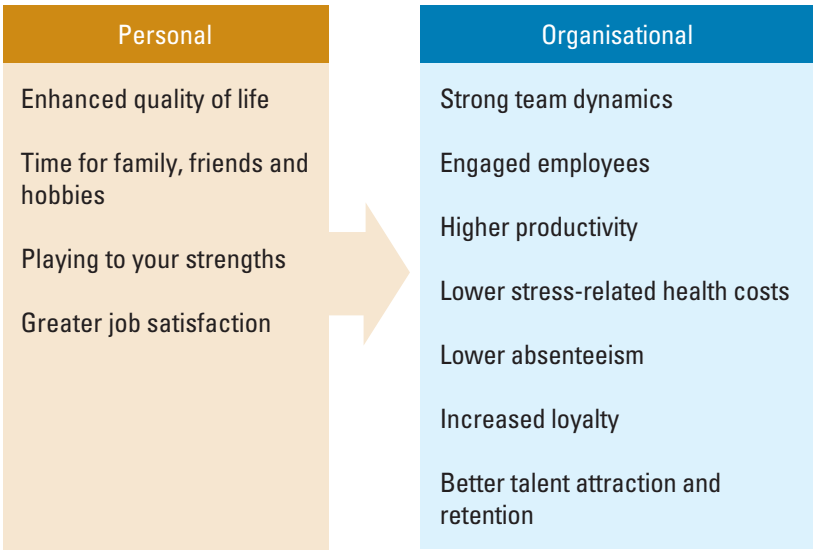 Personal
Enhanced quality of life
Time for family, friends and
hobbies
Playing to your strengths
Greater job satisfaction
Organisational
Strong team dynamics
Engaged employees
Higher productivity
Lower stress-related health costs
Lower absenteeism
Increased loyalty
Better talent attraction and
retention